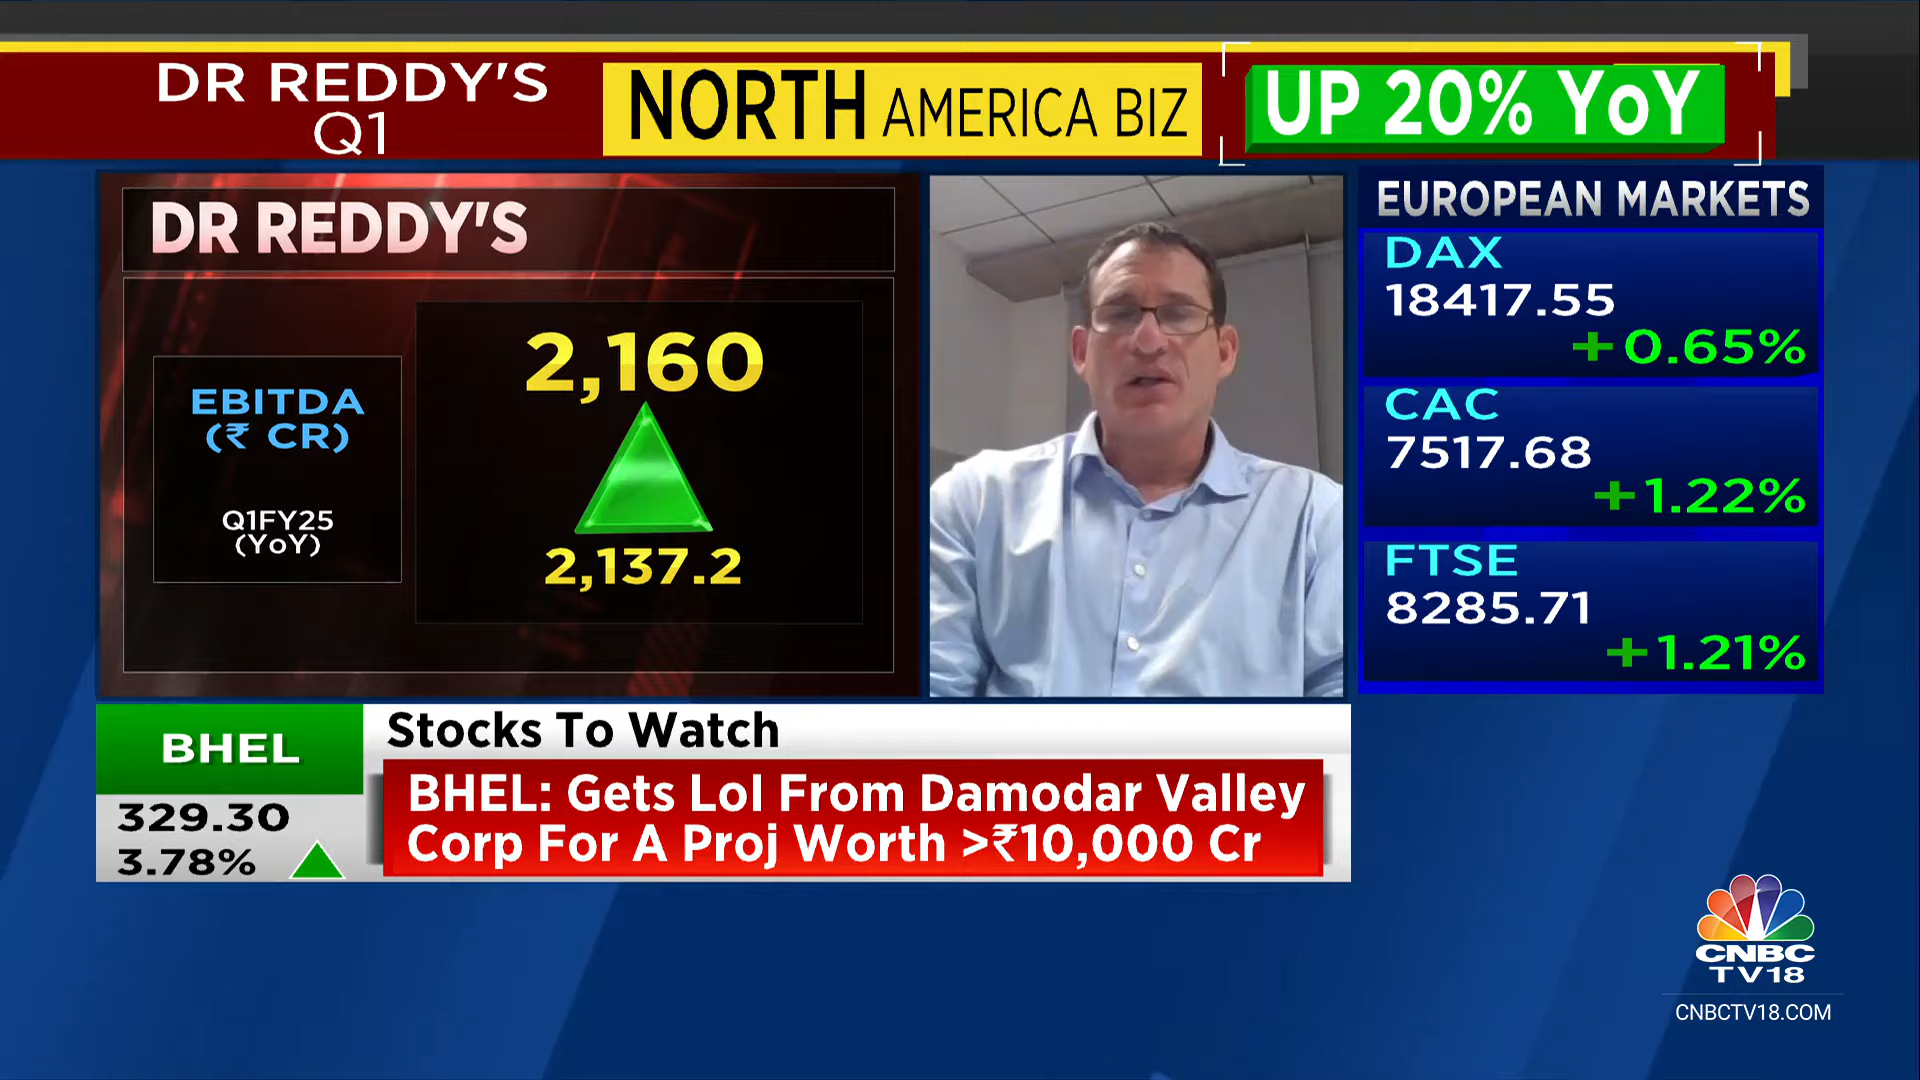 DR REDDY'S
Q1
NORTH AMERICA BIZ
UP 20% YoY
DR REDDY'S
EBITDA
(₹ CR)
Q1FY25
(YoY)
2,160
2,137.2
EUROPEAN MARKETS
DAX
18417.55
+0.65%
CAC
7517.68
+1.22%
FTSE
8285.71
+1.21%
BHEL
329.30
3.78%
Stocks To Watch
BHEL: Gets LoI From Damodar Valley
Corp For A Proj Worth >₹10,000 Cr
CNBC
TV18
CNBCTV18.COM